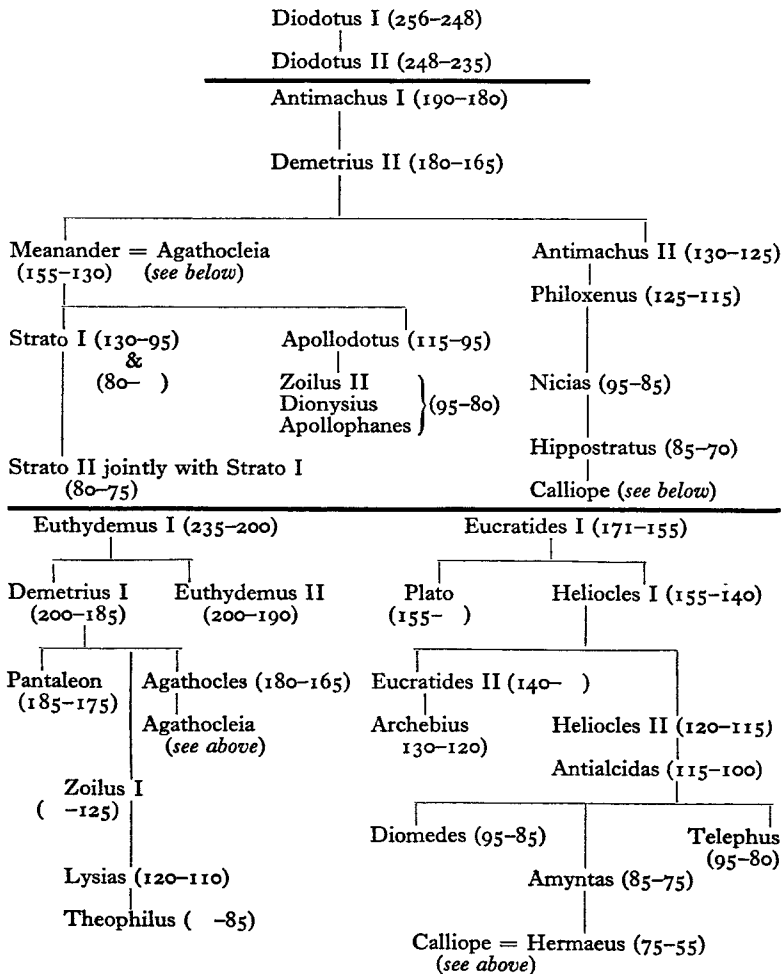 Diodotus I (256–248)
Diodotus II (248–235)
Antimachus I (190–180)
Demetrius II (180–165)
Meanander = Agathocleia
(155–130) (see below)
Antimachus II (130–125)
Philoxenus (125–115)
Strato I (130–95)
&
(80– )
Apollodotus (115–95)
Zoilus II
Dionysius } (95–80)
Apollophanes
Nicias (95–85)
Hippostratus (85–70)
Strato II jointly with Strato I
(80–75)
Calliope (see below)
Euthydemus I (235–200)
Eucratides I (171–155)
Demetrius I
(200–185)
Euthydemus II
(200–190)
Plato
(155– )
Heliocles I (155–140)
Pantaleon
(185–175)
Agathocles (180–165)
Agathocleia
(see above)
Eucratides II (140– )
Archebius
130–120)
Heliocles II (120–115)
Antialcidas (115–100)
Zoilus I
( –125)
Diomedes (95–85)
Telephus
(95–80)
Lysias (120–110)
Amyntas (85–75)
Theophilus ( –85)
Calliope = Hermaeus (75–55)
(see above)